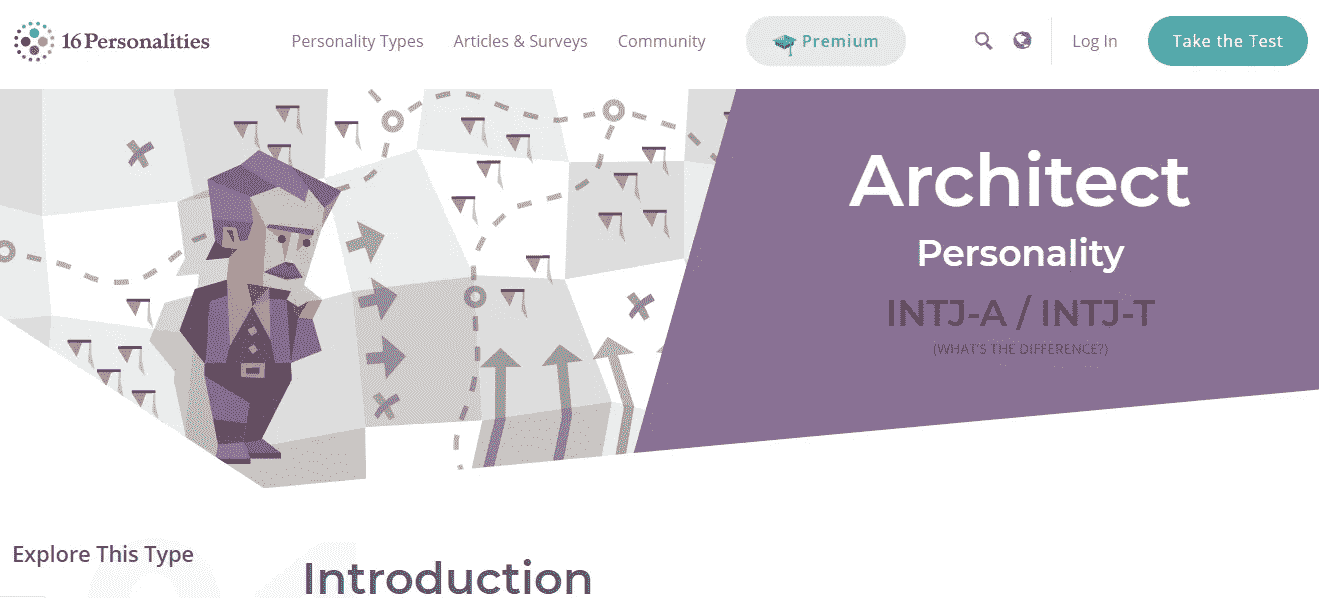 16Personalities
Personality Types
Articles & Surveys
Community
Premium
Log In
Take the Test
Architect
Personality
INTJ-A / INTJ-T
(WHAT'S THE DIFFERENCE?)
Explore This Type
01
Introduction